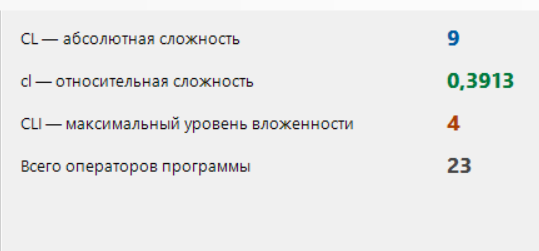 CL — абсолютная сложность 9
cl — относительная сложность 0,3913
CLI — максимальный уровень вложенности 4
Всего операторов программы 23